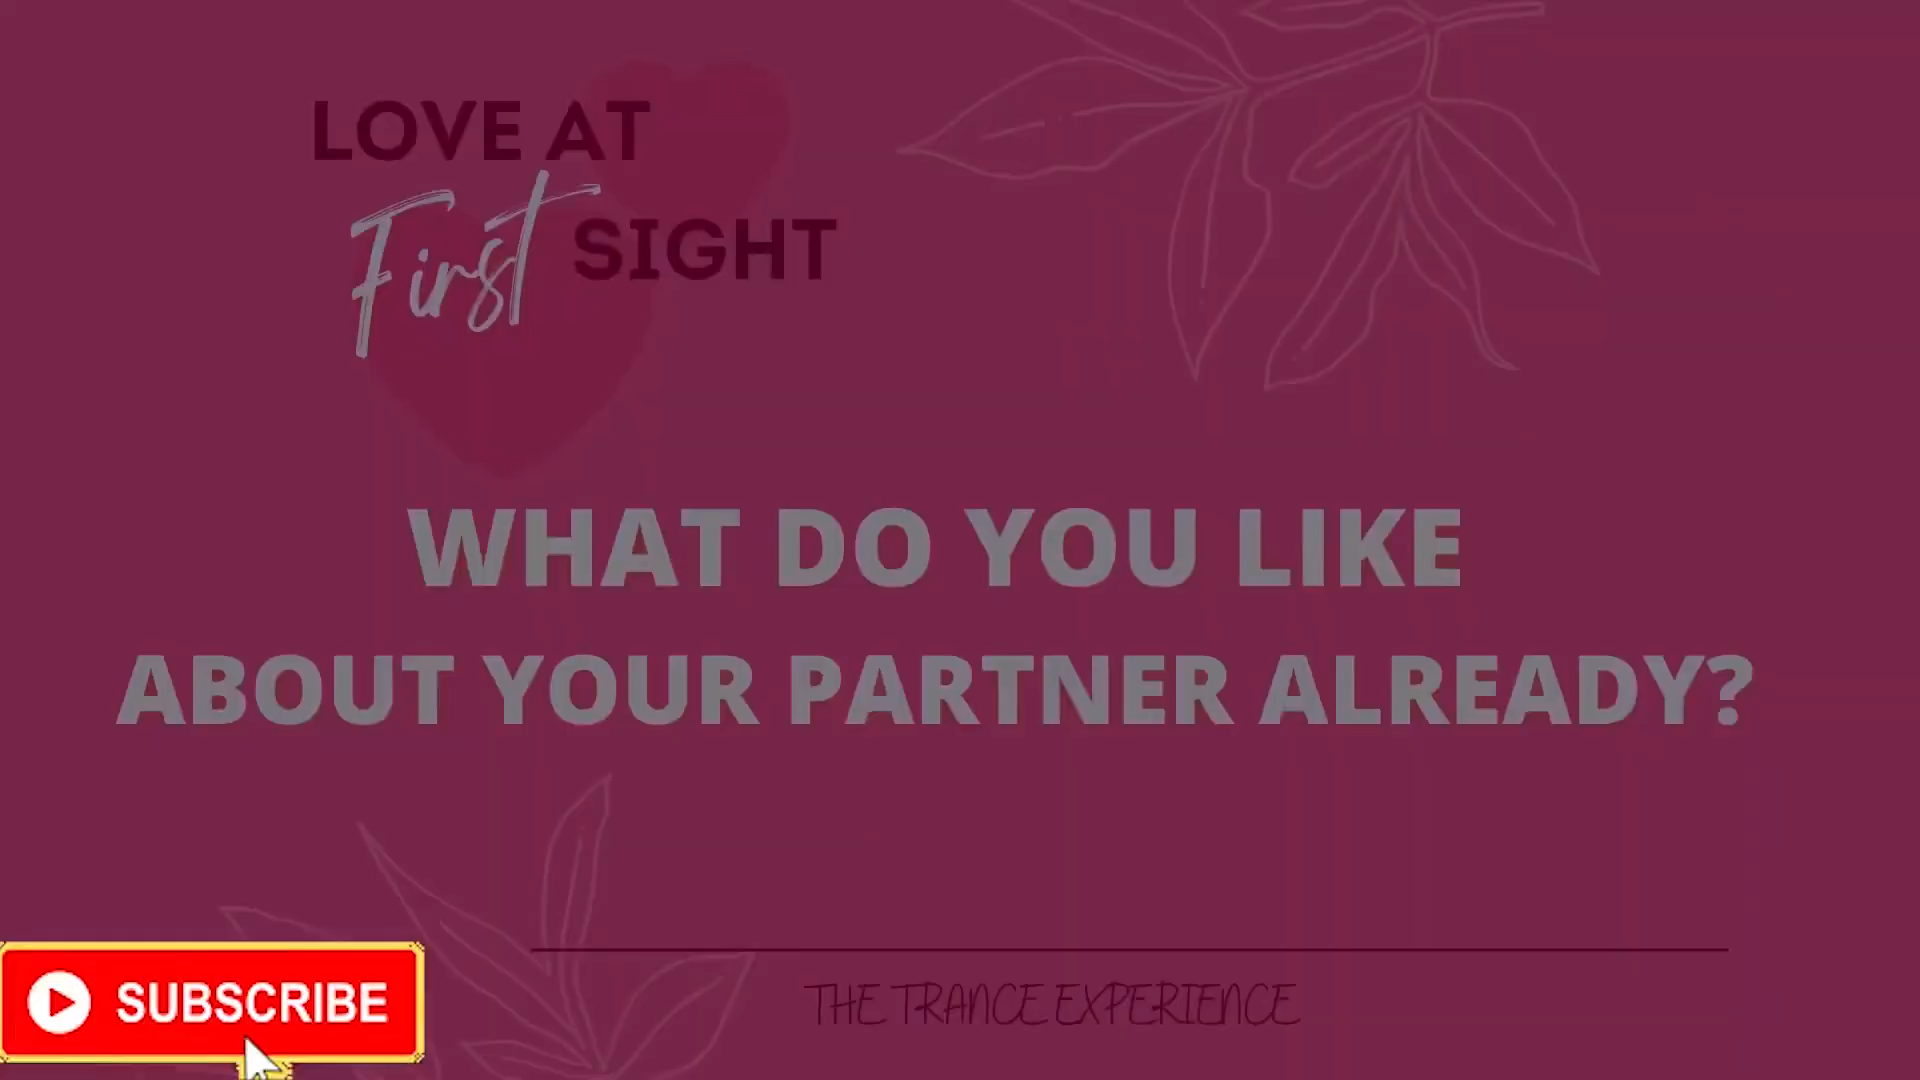 LOVE AT
First SIGHT
WHAT DO YOU LIKE
ABOUT YOUR PARTNER ALREADY?
SUBSCRIBE
THE TRANCE EXPERIENCE